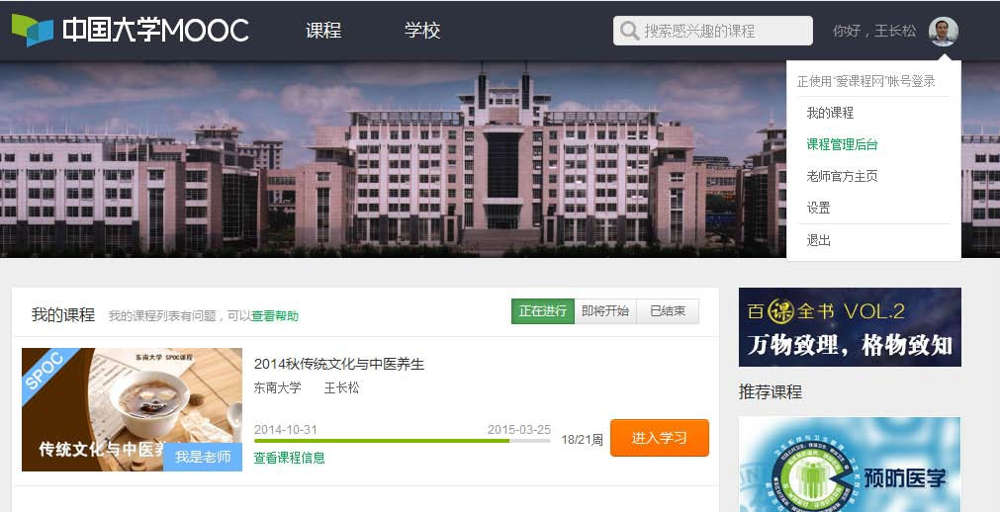 中国大学MOOC
课程
学校
搜索感兴趣的课程
你好，王长松
正使用“爱课程网”帐号登录
我的课程
课程管理后台
老师官方主页
设置
退出
我的课程 我的课程列表有问题，可以查看帮助
正在进行 即将开始 已结束
SPOC
东南大学 SPOC课程
传统文化与中医养
我是老师
2014秋传统文化与中医养生
东南大学 王长松
2014-10-31 2015-03-25
18/21周
进入学习
查看课程信息
百课全书 VOL.2
万物致理，格物致知
推荐课程
预防医学